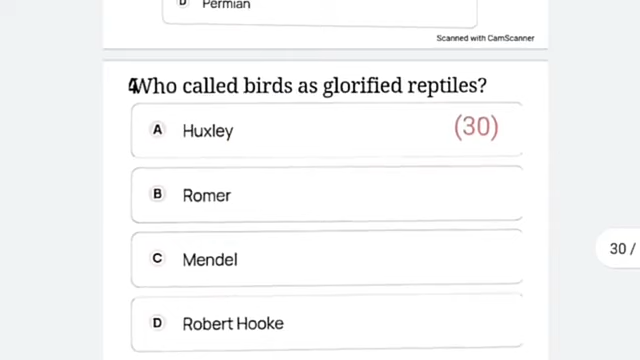 D Permian
Scanned with CamScanner
4Who called birds as glorified reptiles?
A Huxley (30)
B Romer
C Mendel
D Robert Hooke
30 /